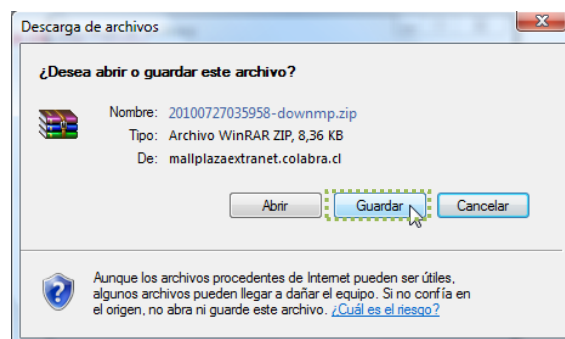 Descarga de archivos
¿Desea abrir o guardar este archivo?
Nombre: 20100727035958-downmp.zip
Tipo: Archivo WinRAR ZIP, 8,36 KB
De: mallplazaextranet.colabra.cl
Abrir Guardar Cancelar
Aunque los archivos procedentes de Internet pueden ser útiles,
algunos archivos pueden llegar a dañar el equipo. Si no confía en
el origen, no abra ni guarde este archivo. ¿Cuál es el riesgo?